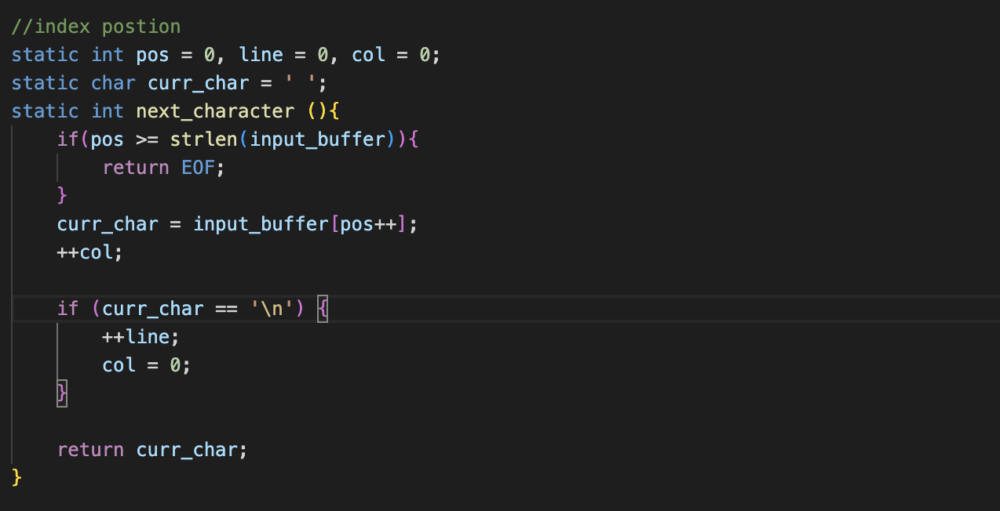 //index postion
static int pos = 0, line = 0, col = 0;
static char curr_char = ' ';
static int next_character (){
    if(pos >= strlen(input_buffer)){
        return EOF;
    }
    curr_char = input_buffer[pos++];
    ++col;

    if (curr_char == '\n') {
        ++line;
        col = 0;
    }

    return curr_char;
}